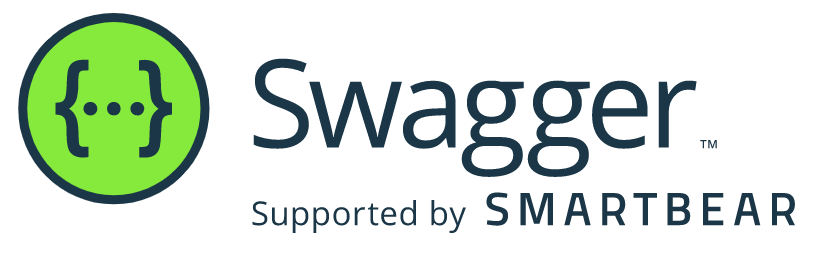 {...}
Swagger™
Supported by SMARTBEAR